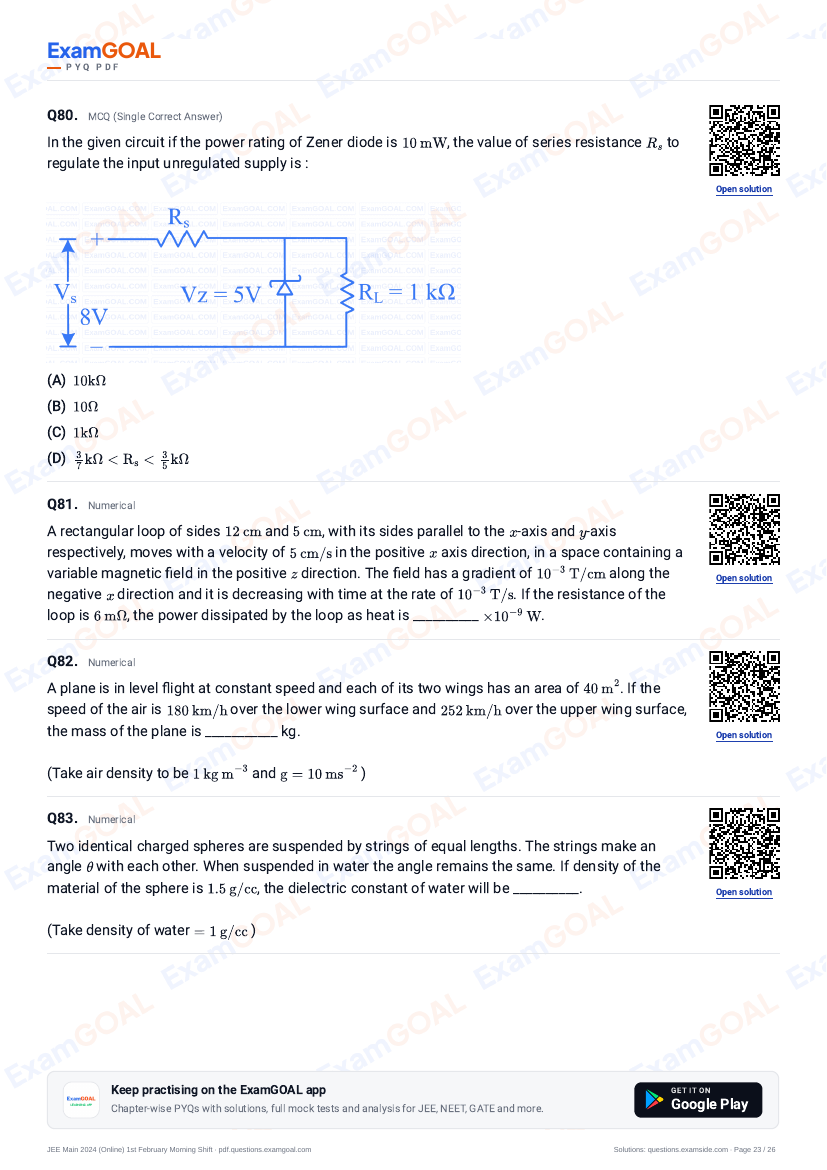 ExamGOAL
PYQ PDF
Q80. MCQ (Single Correct Answer)
In the given circuit if the power rating of Zener diode is 10 mW, the value of series resistance R_s to
regulate the input unregulated supply is :
Open solution
R_s
+
V_s
8V
Vz = 5V
R_L = 1 kΩ
−
(A) 10kΩ
(B) 10Ω
(C) 1kΩ
(D) 3/7 kΩ < R_s < 3/5 kΩ
Q81. Numerical
A rectangular loop of sides 12 cm and 5 cm, with its sides parallel to the x-axis and y-axis
respectively, moves with a velocity of 5 cm/s in the positive x axis direction, in a space containing a
variable magnetic field in the positive z direction. The field has a gradient of 10⁻³ T/cm along the
negative x direction and it is decreasing with time at the rate of 10⁻³ T/s. If the resistance of the
loop is 6 mΩ, the power dissipated by the loop as heat is __________ ×10⁻⁹ W.
Open solution
Q82. Numerical
A plane is in level flight at constant speed and each of its two wings has an area of 40 m². If the
speed of the air is 180 km/h over the lower wing surface and 252 km/h over the upper wing surface,
the mass of the plane is ___________ kg.
(Take air density to be 1 kg m⁻³ and g = 10 ms⁻² )
Open solution
Q83. Numerical
Two identical charged spheres are suspended by strings of equal lengths. The strings make an
angle θ with each other. When suspended in water the angle remains the same. If density of the
material of the sphere is 1.5 g/cc, the dielectric constant of water will be __________.
(Take density of water = 1 g/cc )
Open solution
ExamGOAL
Keep practising on the ExamGOAL app
Chapter-wise PYQs with solutions, full mock tests and analysis for JEE, NEET, GATE and more.
GET IT ON
Google Play
JEE Main 2024 (Online) 1st February Morning Shift · pdf.questions.examgoal.com
Solutions: questions.examside.com · Page 23 / 26